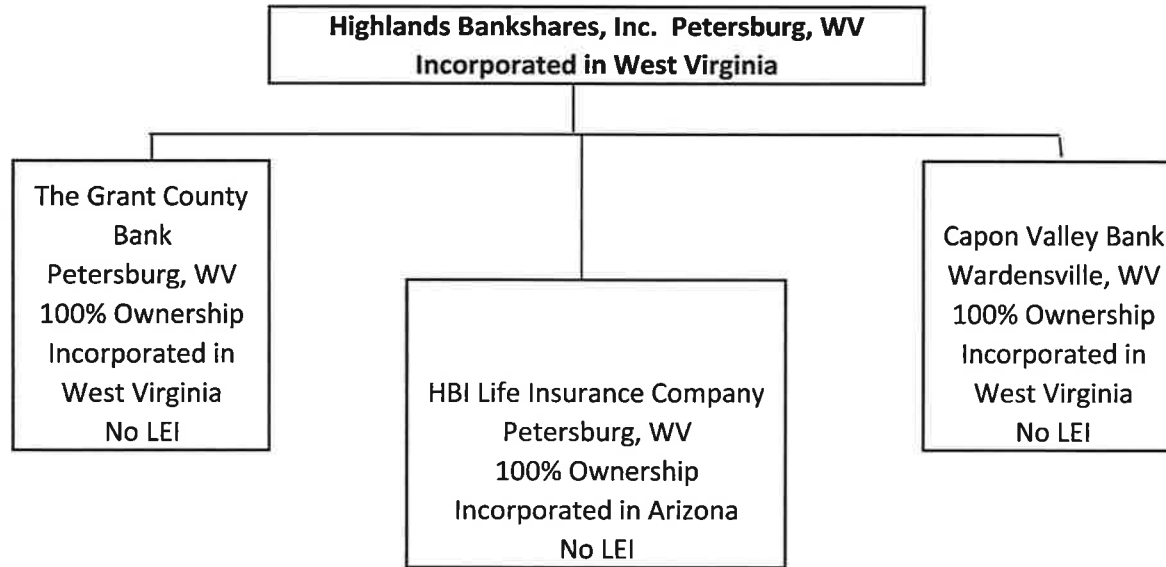 Highlands Bankshares, Inc. Petersburg, WV
Incorporated in West Virginia
The Grant County
Bank
Petersburg, WV
100% Ownership
Incorporated in
West Virginia
No LEI
HBI Life Insurance Company
Petersburg, WV
100% Ownership
Incorporated in Arizona
No LEI
Capon Valley Bank
Wardensville, WV
100% Ownership
Incorporated in
West Virginia
No LEI